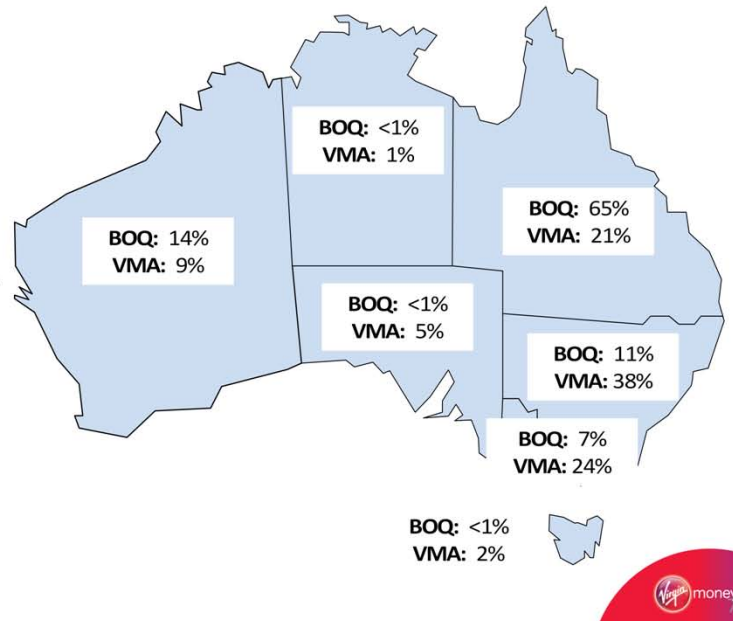 BOQ: <1%
VMA: 1%
BOQ: 65%
VMA: 21%
BOQ: 14%
VMA: 9%
BOQ: <1%
VMA: 5%
BOQ: 11%
VMA: 38%
BOQ: 7%
VMA: 24%
BOQ: <1%
VMA: 2%
Virgin money